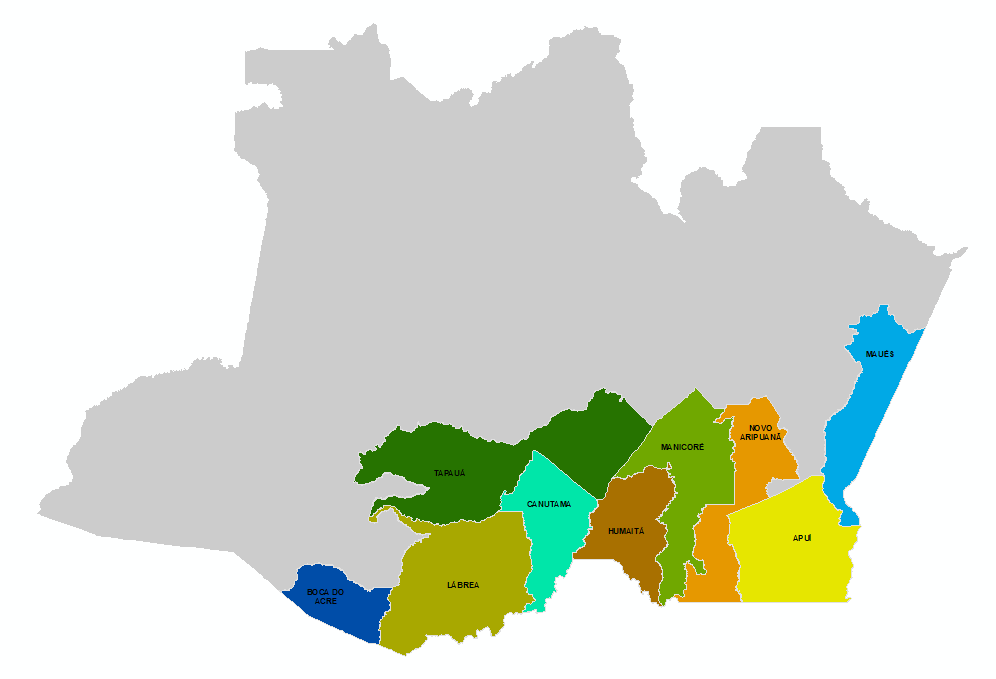 MAUÉS
NOVO
ARIPUANÃ
MANICORÉ
TAPAUÁ
CANUTAMA
HUMAITÁ
APUÍ
LÁBREA
BOCA DO
ACRE